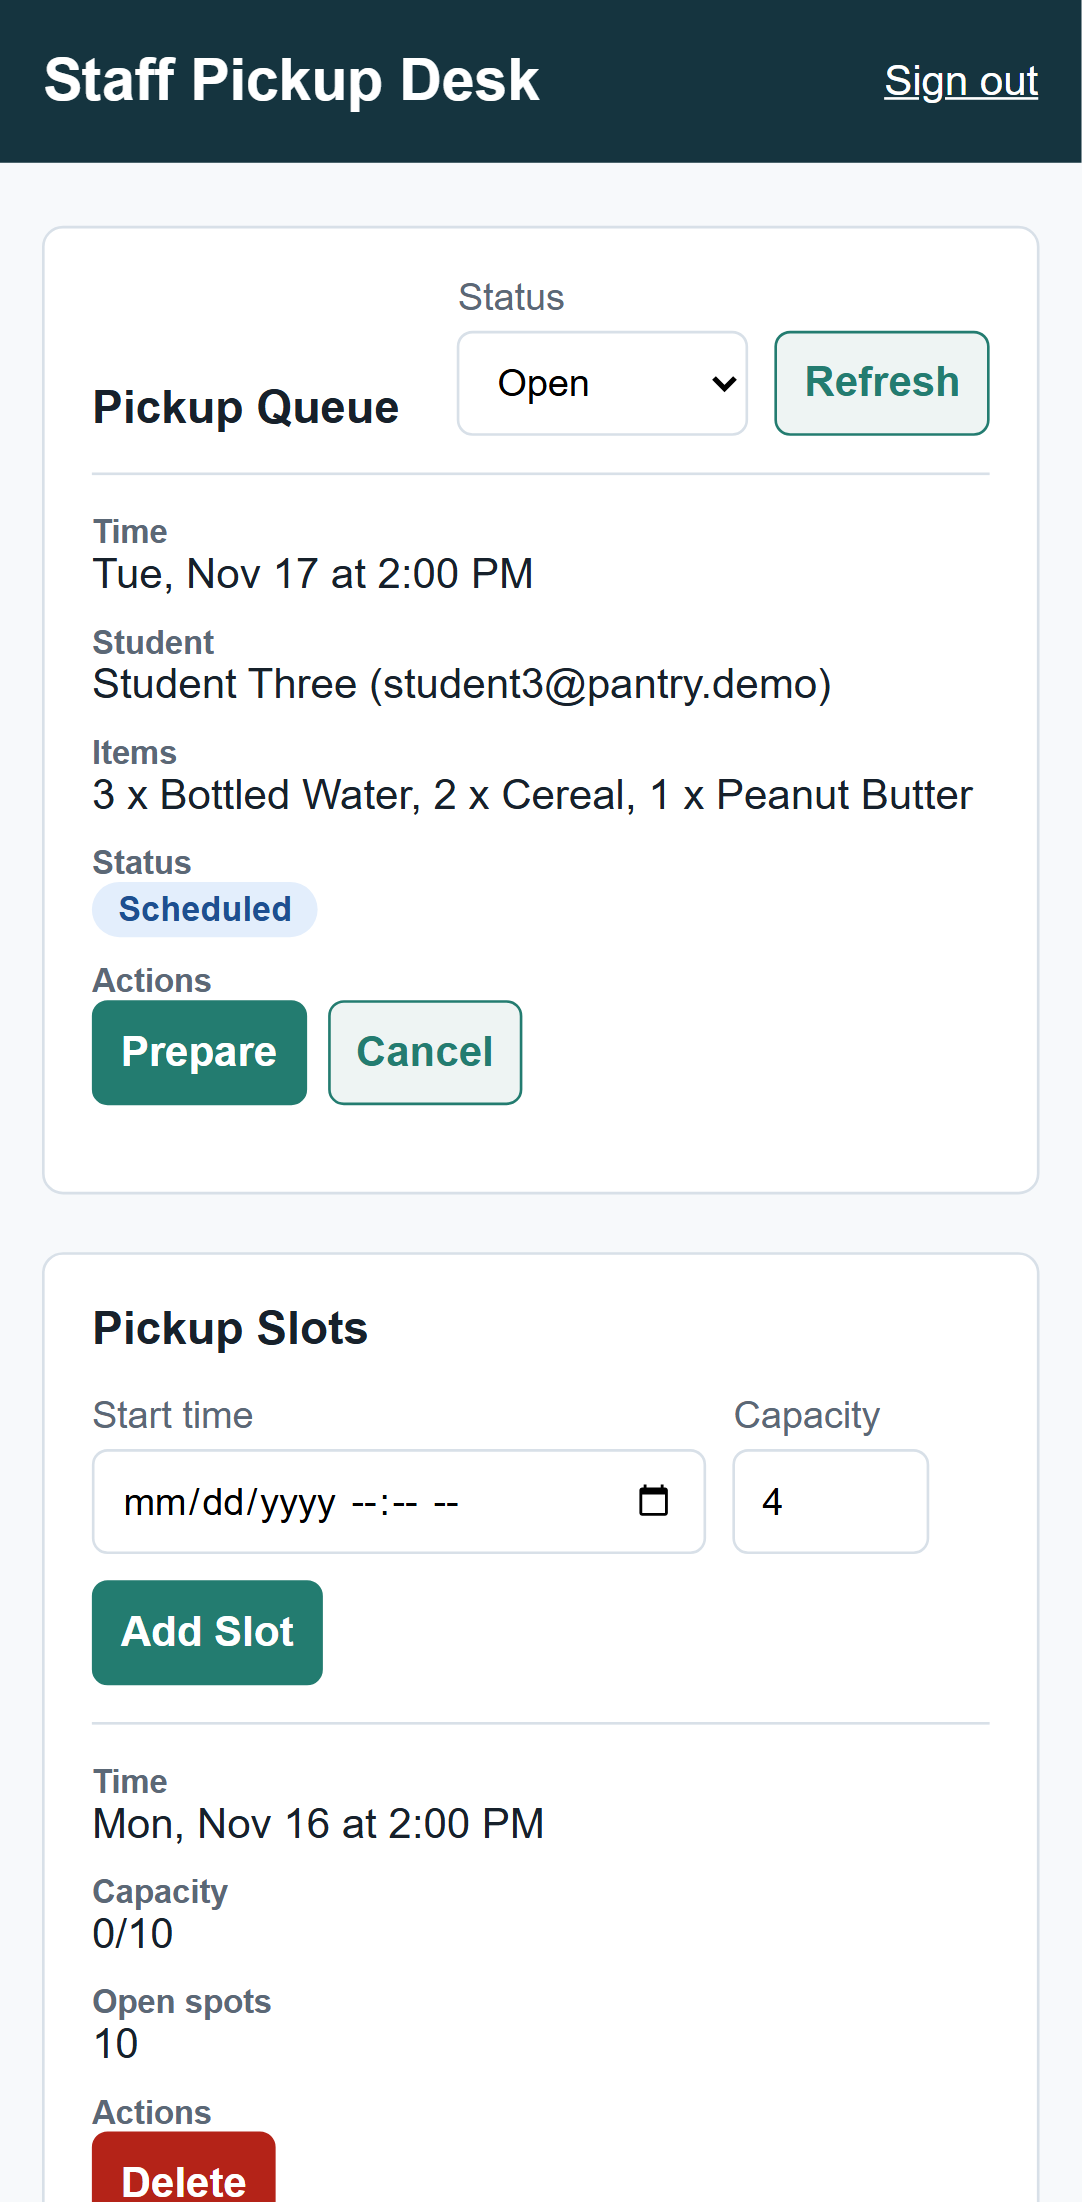 Staff Pickup Desk
Sign out
Status
Pickup Queue
Open
Refresh
Time
Tue, Nov 17 at 2:00 PM
Student
Student Three (student3@pantry.demo)
Items
3 x Bottled Water, 2 x Cereal, 1 x Peanut Butter
Status
Scheduled
Actions
Prepare
Cancel
Pickup Slots
Start time
Capacity
mm/dd/yyyy --:-- --
4
Add Slot
Time
Mon, Nov 16 at 2:00 PM
Capacity
0/10
Open spots
10
Actions
Delete